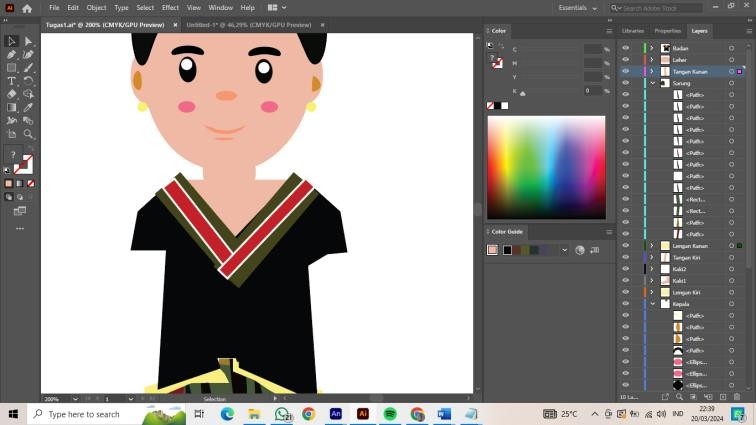 Ai File Edit Object Type Select Effect View Window Help Essentials Search Adobe Stock
Tugas1.ai* @ 200% (CMYK/GPU Preview) × Untitled-1* @ 46,29% (CMYK/GPU Preview) ×
Color
C
M
Y
K 0 %
Color Guide
Libraries Properties Layers
Badan
Leher
Tangan Kanan
Sarung
<Path>
<Path>
<Path>
<Path>
<Path>
<Path>
<Path>
<Path>
<Path>
<Rect...
<Rect...
<Path>
<Path>
Lengan Kanan
Tangan Kiri
Kaki2
Kaki1
Lengan Kiri
Kepala
<Path>
<Path>
<Path>
<Path>
<Ellips...
<Ellips...
<Ellips...
10 La...
200% 1 Selection
Type here to search
An Ai
25°C IND
22:39
20/03/2024